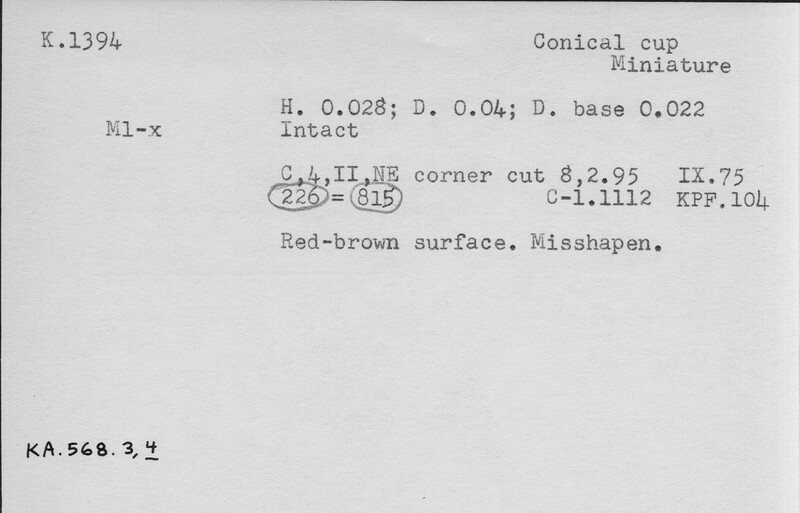 K.1394
Conical cup
Miniature
H. 0.028; D. 0.04; D. base 0.022
M1-x
Intact
C,4,II,NE corner cut 8,2.95 IX.75
226 = 815 C-1.1112 KPF.104
Red-brown surface. Misshapen.
KA.568.3,4